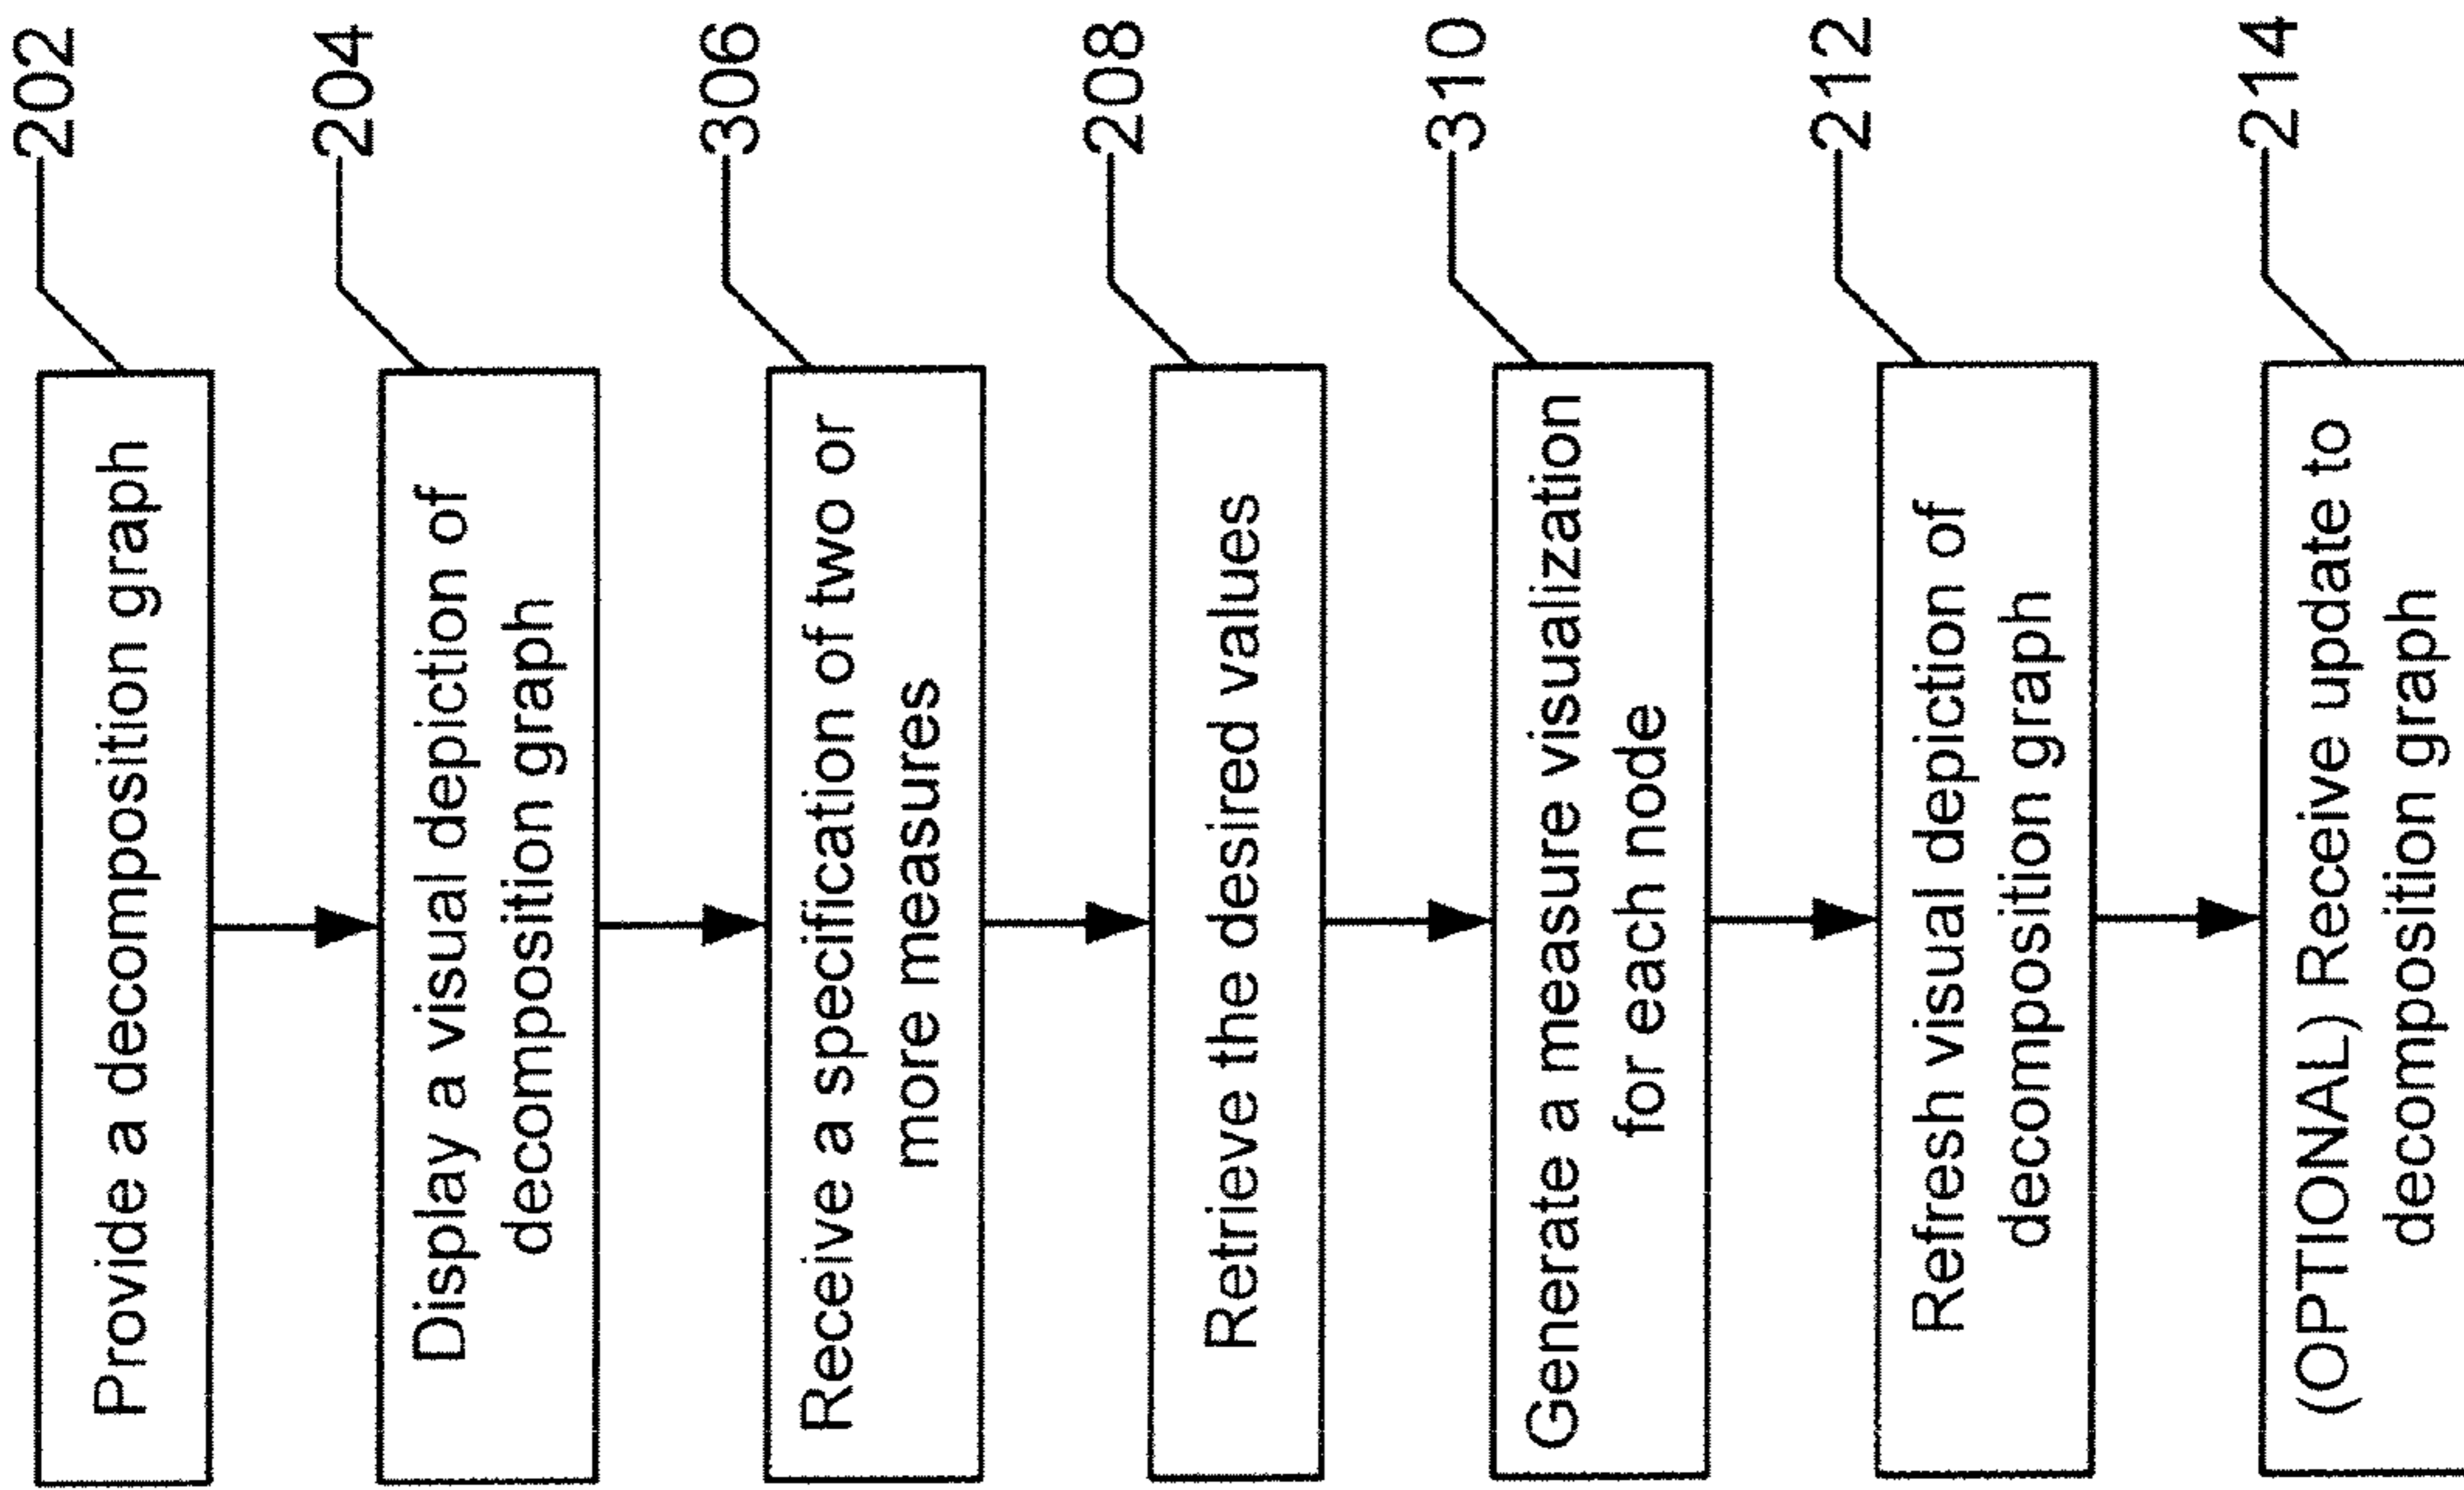 202
Provide a decomposition graph
204
Display a visual depiction of
decomposition graph
306
Receive a specification of two or
more measures
208
Retrieve the desired values
310
Generate a measure visualization
for each node
212
Refresh visual depiction of
decomposition graph
214
(OPTIONAL) Receive update to
decomposition graph